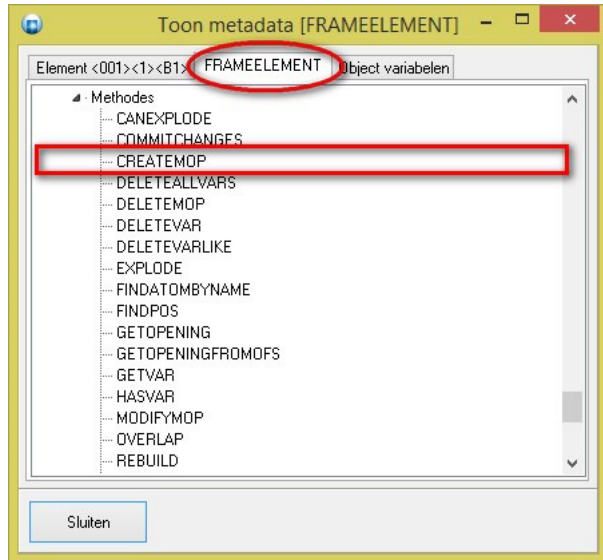 Toon metadata [FRAMEELEMENT]
Element <001><1><B1> FRAMEELEMENT Object variabelen
Methodes
CANEXPLODE
COMMITCHANGES
CREATEMOP
DELETEALLVARS
DELETEMOP
DELETEVAR
DELETEVARLIKE
EXPLODE
FINDATOMBYNAME
FINDPOS
GETOPENING
GETOPENINGFROMOFS
GETVAR
HASVAR
MODIFYMOP
OVERLAP
REBUILD
Sluiten